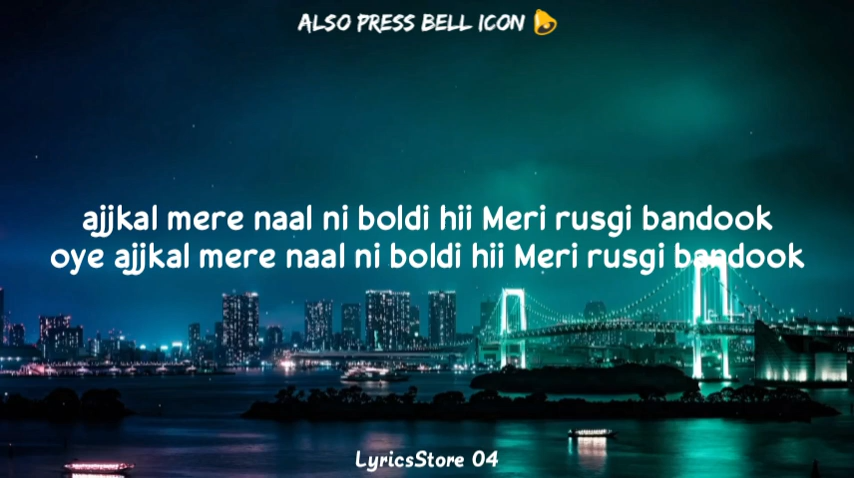 ALSO PRESS BELL ICON
ajjkal mere naal ni boldi hii Meri rusgi bandook
oye ajjkal mere naal ni boldi hii Meri rusgi bandook
LyricsStore 04